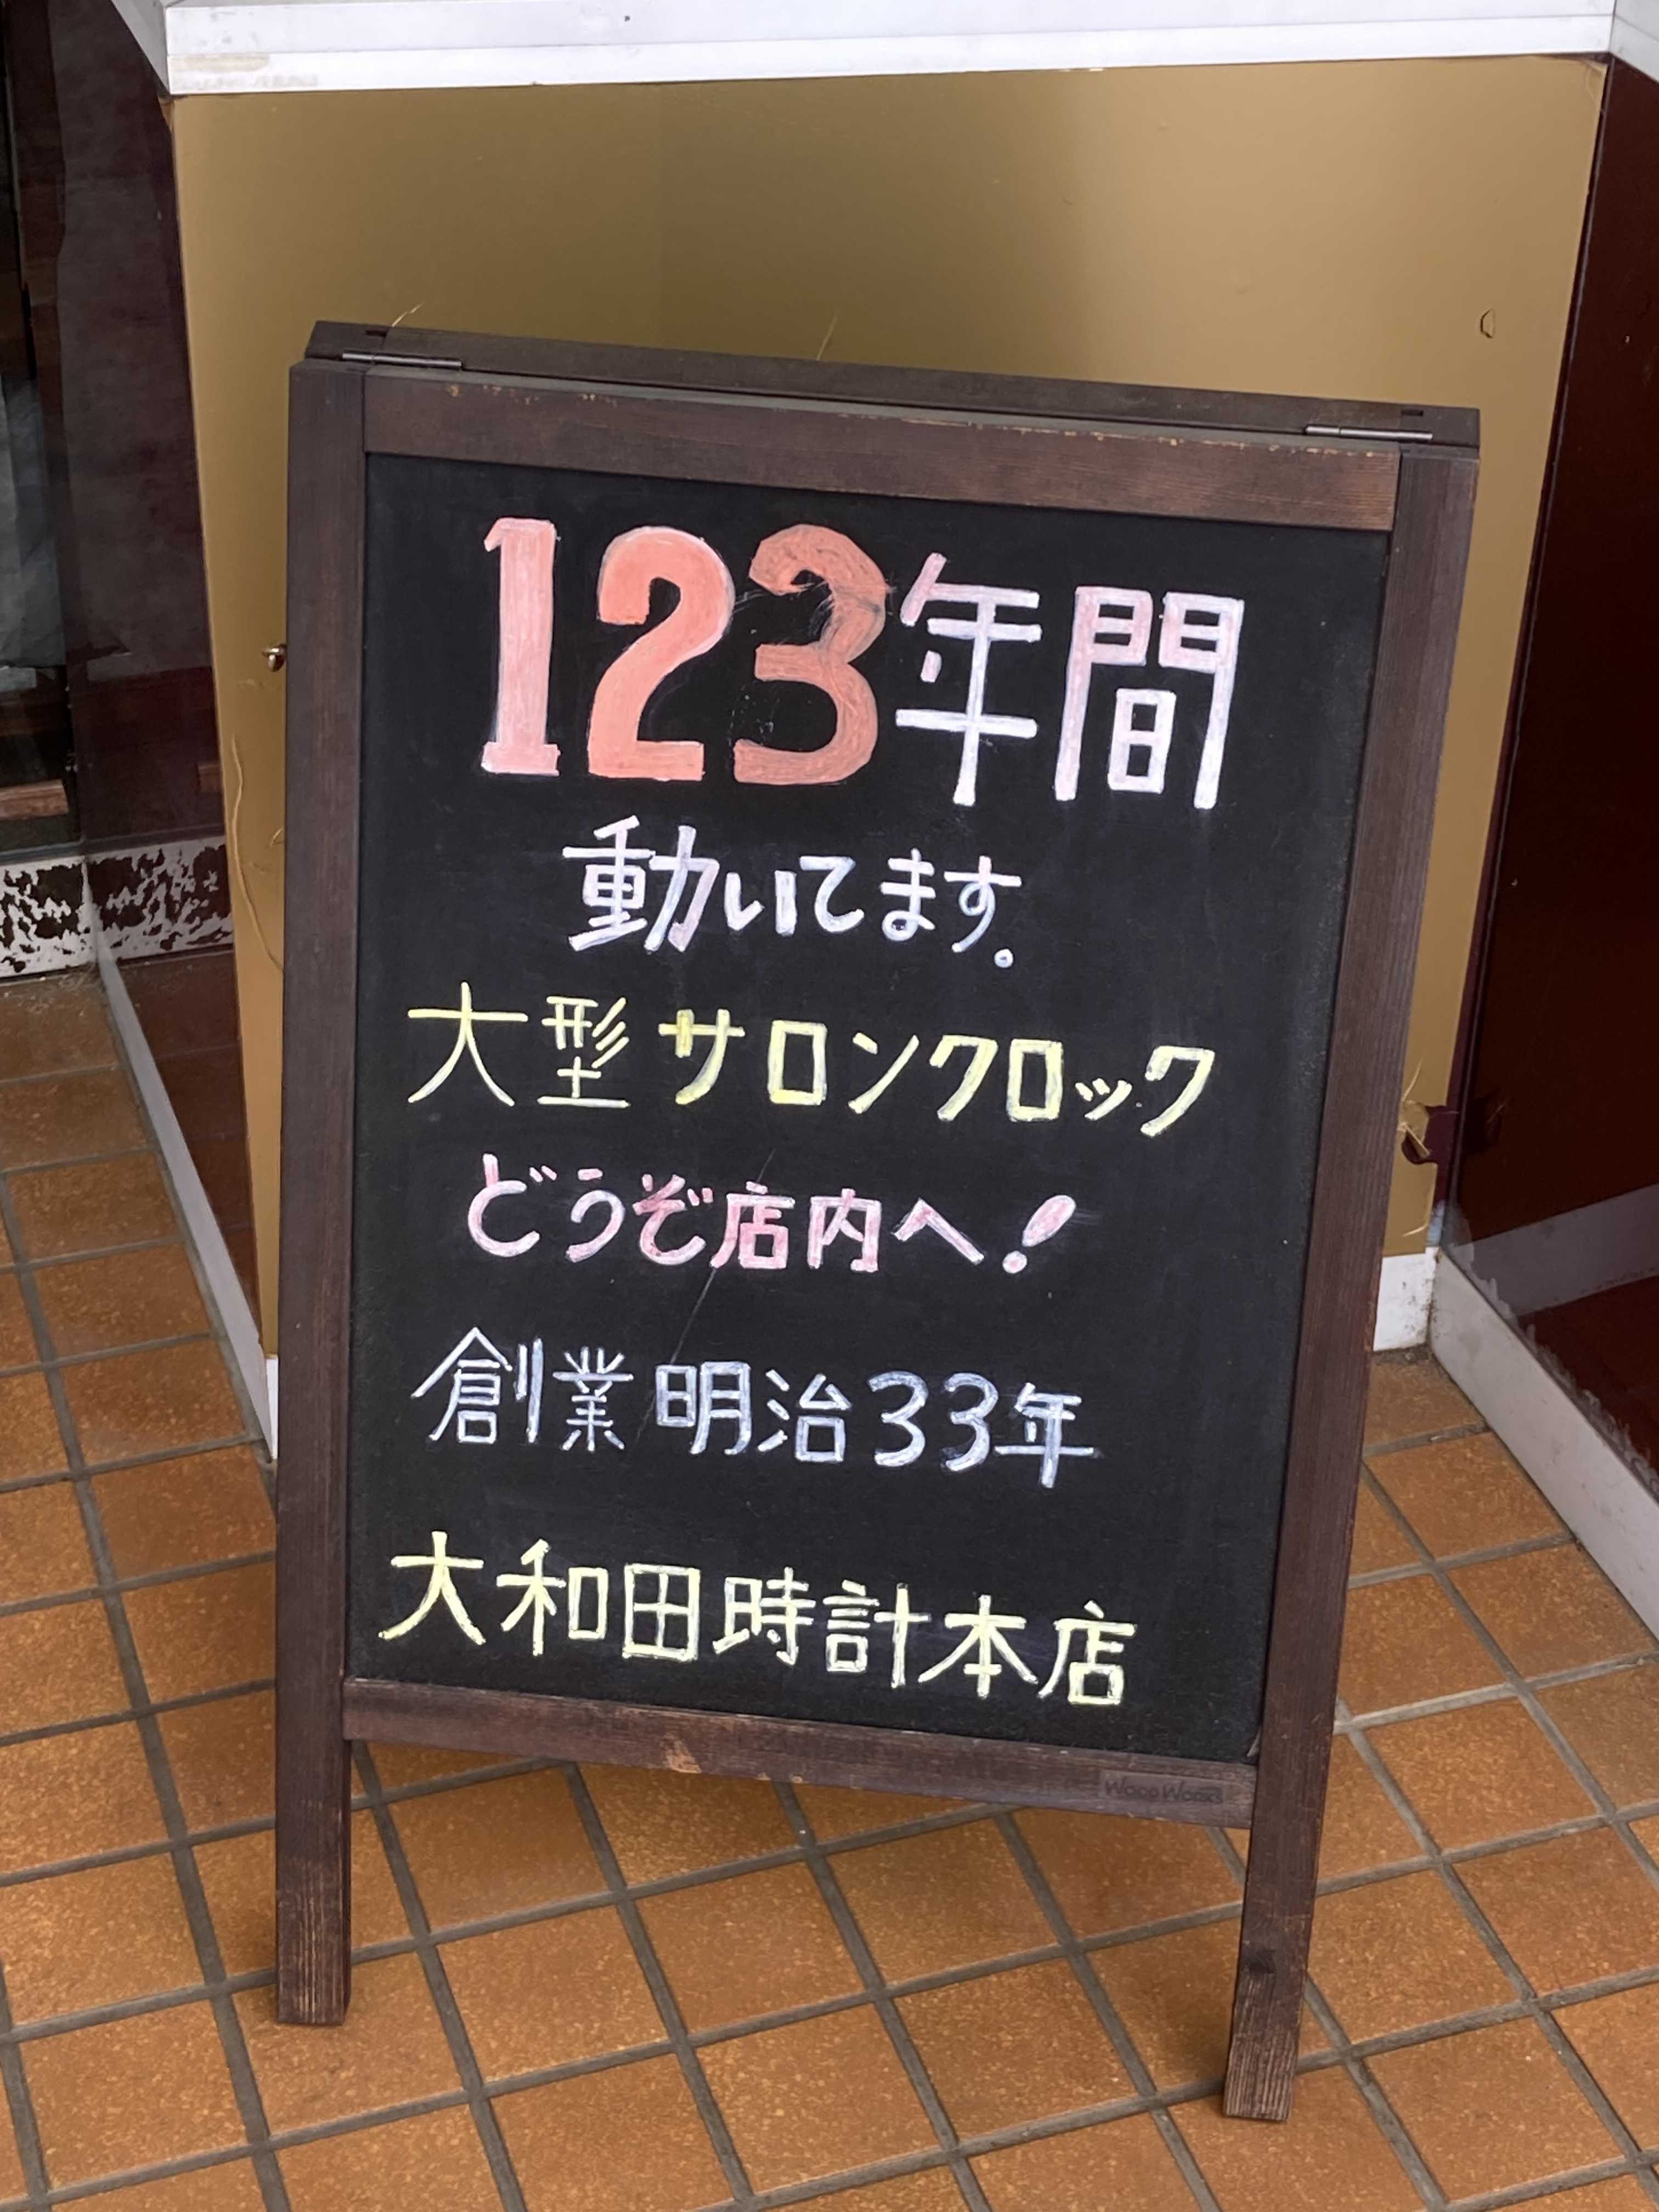 123年間
動いてます。
大型サロンクロック
どうぞ店内へ!
創業 明治33年
大和田時計本店